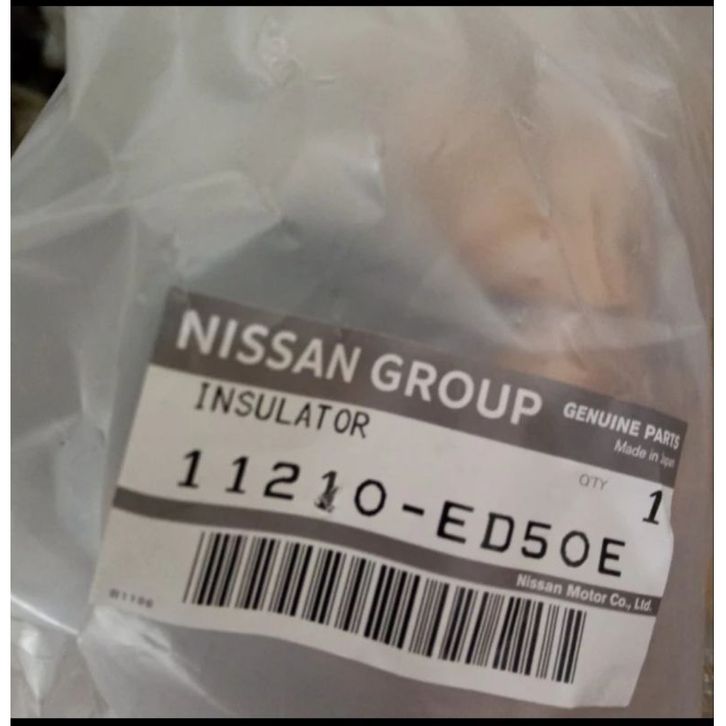 NISSAN GROUP
GENUINE PARTS
Made in Japan
INSULATOR
QTY 1
11210-ED50E
Nissan Motor Co., Ltd.